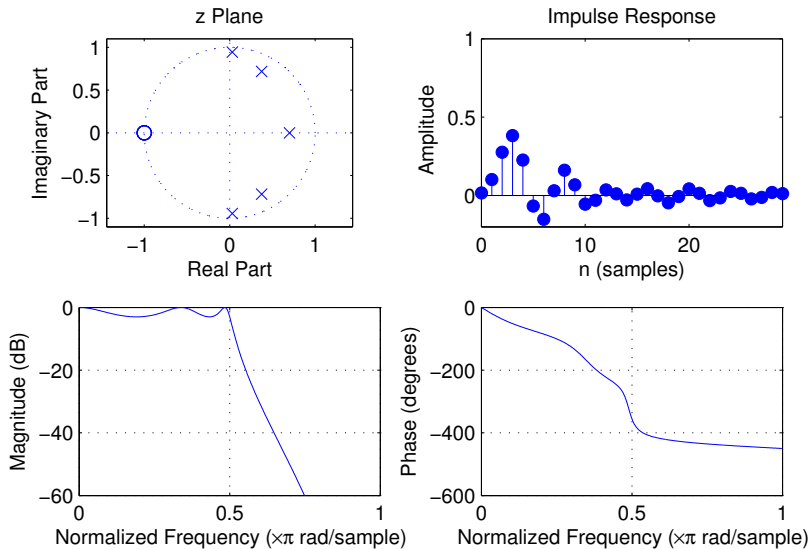 z Plane
1
0.5
0
−0.5
−1
−1
0
1
Imaginary Part
Real Part
Impulse Response
1
0.5
0
0
10
20
Amplitude
n (samples)
0
−20
−40
−60
0
0.5
1
Magnitude (dB)
Normalized Frequency (×π rad/sample)
0
−200
−400
−600
0
0.5
1
Phase (degrees)
Normalized Frequency (×π rad/sample)